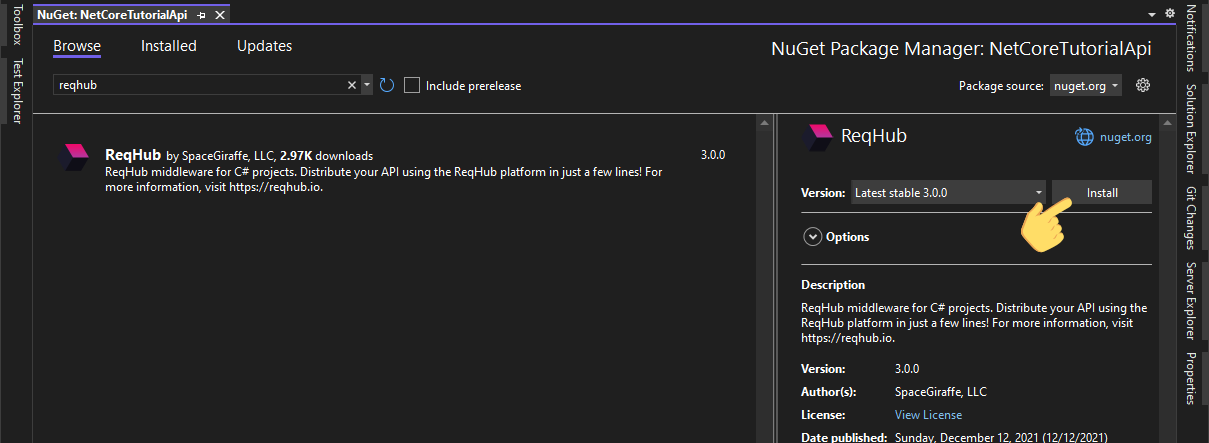 Toolbox
Test Explorer
NuGet: NetCoreTutorialApi
Browse
Installed
Updates
NuGet Package Manager: NetCoreTutorialApi
reqhub
Include prerelease
Package source:
nuget.org
ReqHub by SpaceGiraffe, LLC, 2.97K downloads
3.0.0
ReqHub middleware for C# projects. Distribute your API using the ReqHub platform in just a few lines! For
more information, visit https://reqhub.io.
ReqHub
nuget.org
Version:
Latest stable 3.0.0
Install
Options
Description
ReqHub middleware for C# projects. Distribute your API using the
ReqHub platform in just a few lines! For more information, visit
https://reqhub.io.
Version: 3.0.0
Author(s): SpaceGiraffe, LLC
License: View License
Date published: Sunday, December 12, 2021 (12/12/2021)
Notifications
Solution Explorer
Git Changes
Server Explorer
Properties